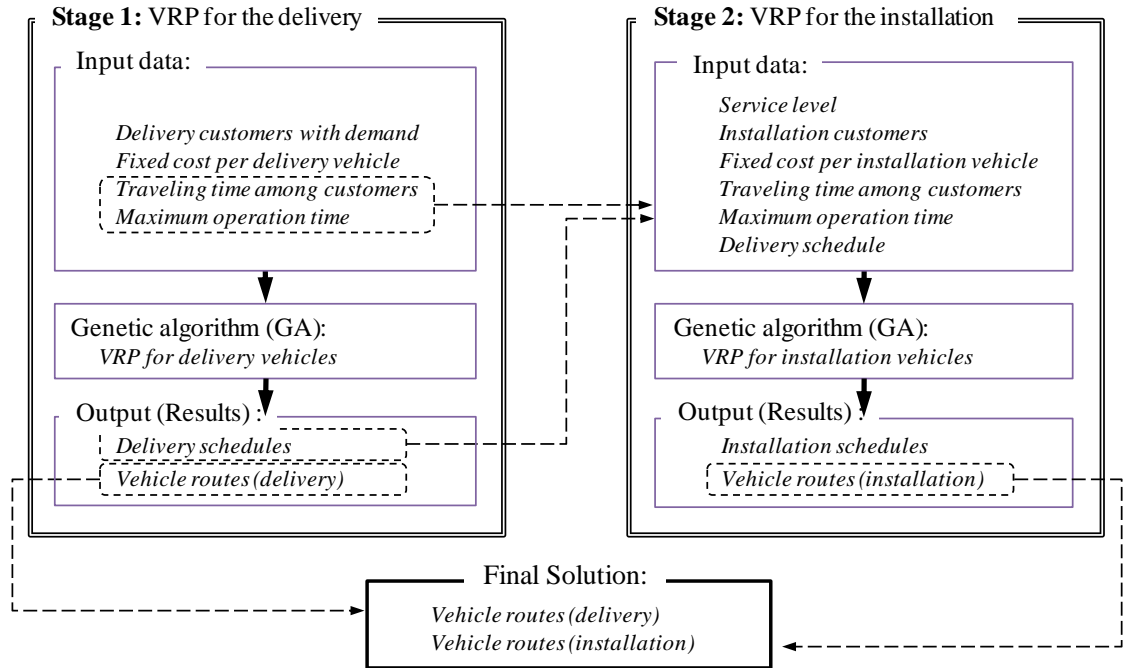 Stage 1: VRP for the delivery
Input data:
Delivery customers with demand
Fixed cost per delivery vehicle
Traveling time among customers
Maximum operation time
Genetic algorithm (GA):
VRP for delivery vehicles
Output (Results) :
Delivery schedules
Vehicle routes (delivery)
Stage 2: VRP for the installation
Input data:
Service level
Installation customers
Fixed cost per installation vehicle
Traveling time among customers
Maximum operation time
Delivery schedule
Genetic algorithm (GA):
VRP for installation vehicles
Output (Results) :
Installation schedules
Vehicle routes (installation)
Final Solution:
Vehicle routes (delivery)
Vehicle routes (installation)